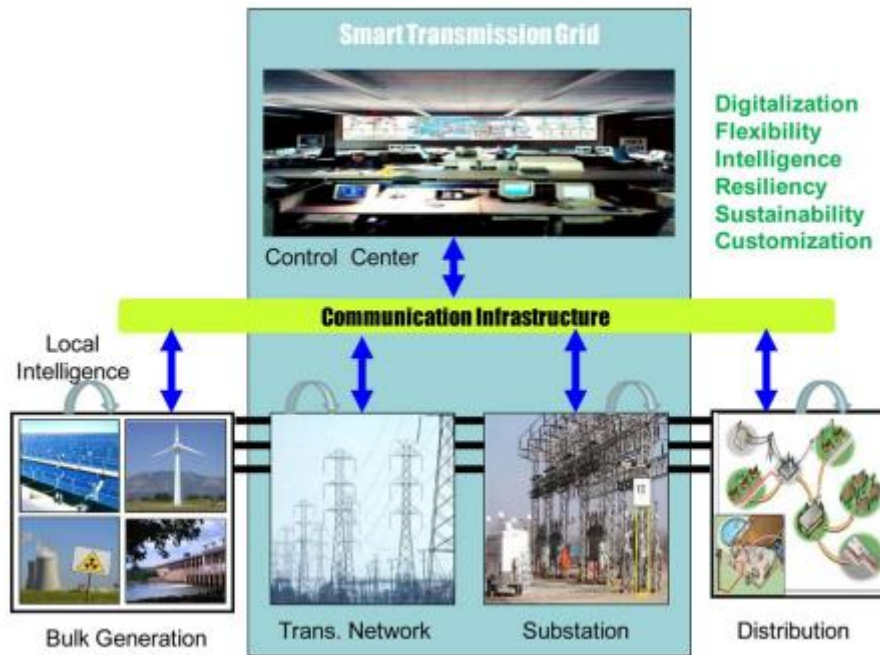 Smart Transmission Grid
Digitalization
Flexibility
Intelligence
Resiliency
Sustainability
Customization
Control Center
Communication Infrastructure
Local
Intelligence
Bulk Generation
Trans. Network
Substation
Distribution